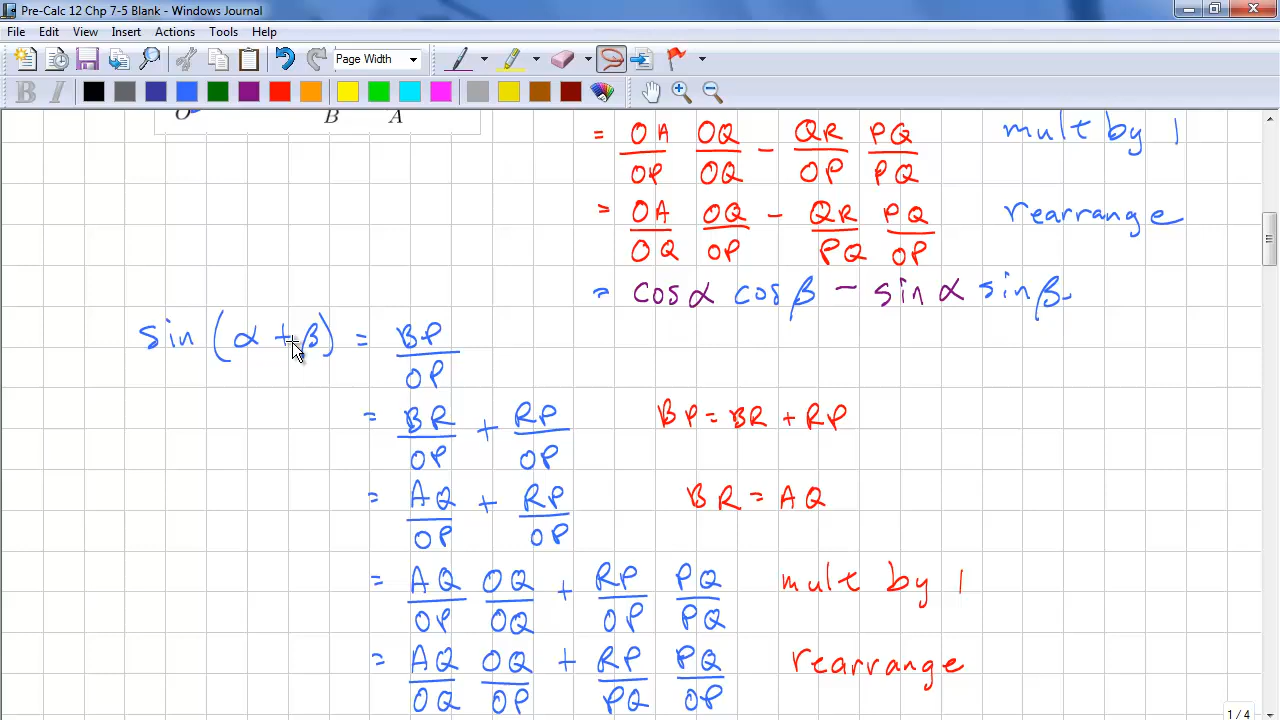 Pre-Calc 12 Chp 7-5 Blank - Windows Journal
File Edit View Insert Actions Tools Help
Page Width
B I
O B A
= OA/OP OQ/OQ - QR/OP PQ/PQ mult by 1
= OA/OQ OQ/OP - QR/PQ PQ/OP rearrange
= cosα cosβ - sinα sinβ
sin (α + β) = BP/OP
= BR/OP + RP/OP BP = BR + RP
= AQ/OP + RP/OP BR = AQ
= AQ/OP OQ/OQ + RP/OP PQ/PQ mult by 1
= AQ/OQ OQ/OP + RP/PQ PQ/OP rearrange
1/4